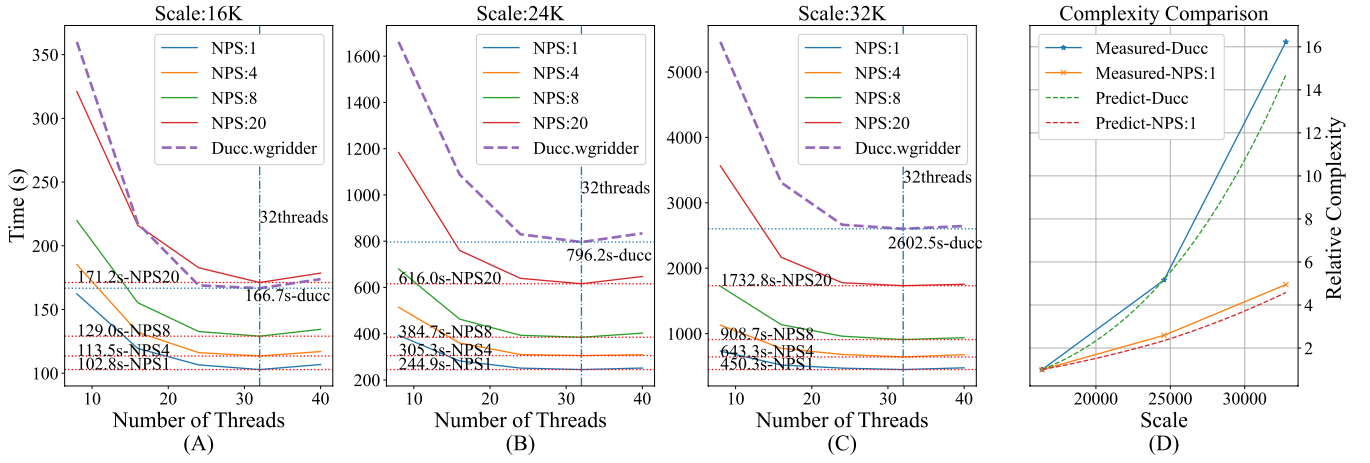 Scale:16K
Time (s)
350
300
250
200
150
100
NPS:1
NPS:4
NPS:8
NPS:20
Ducc.wgridder
32threads
171.2s-NPS20
166.7s-ducc
129.0s-NPS8
113.5s-NPS4
102.8s-NPS1
10 20 30 40
Number of Threads
(A)
Scale:24K
1600
1400
1200
1000
800
600
400
200
NPS:1
NPS:4
NPS:8
NPS:20
Ducc.wgridder
32threads
796.2s-ducc
616.0s-NPS20
384.7s-NPS8
305.3s-NPS4
244.9s-NPS1
10 20 30 40
Number of Threads
(B)
Scale:32K
5000
4000
3000
2000
1000
NPS:1
NPS:4
NPS:8
NPS:20
Ducc.wgridder
32threads
2602.5s-ducc
1732.8s-NPS20
908.7s-NPS8
643.3s-NPS4
450.3s-NPS1
10 20 30 40
Number of Threads
(C)
Complexity Comparison
Measured-Ducc
Measured-NPS:1
Predict-Ducc
Predict-NPS:1
16
14
12
10
8
6
4
2
Relative Complexity
20000 25000 30000
Scale
(D)